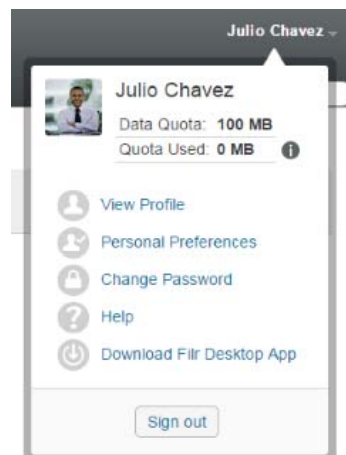 Julio Chavez
Julio Chavez
Data Quota: 100 MB
Quota Used: 0 MB
View Profile
Personal Preferences
Change Password
Help
Download Filr Desktop App
Sign out